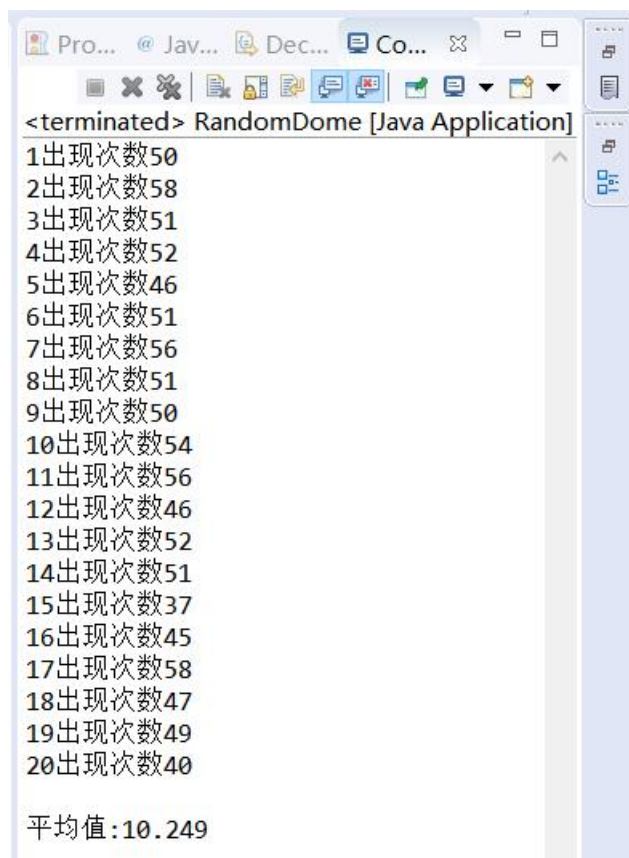 Pro... Jav... Dec... Co...
<terminated> RandomDome [Java Application]
1出现次数50
2出现次数58
3出现次数51
4出现次数52
5出现次数46
6出现次数51
7出现次数56
8出现次数51
9出现次数50
10出现次数54
11出现次数56
12出现次数46
13出现次数52
14出现次数51
15出现次数37
16出现次数45
17出现次数58
18出现次数47
19出现次数49
20出现次数40
平均值:10.249